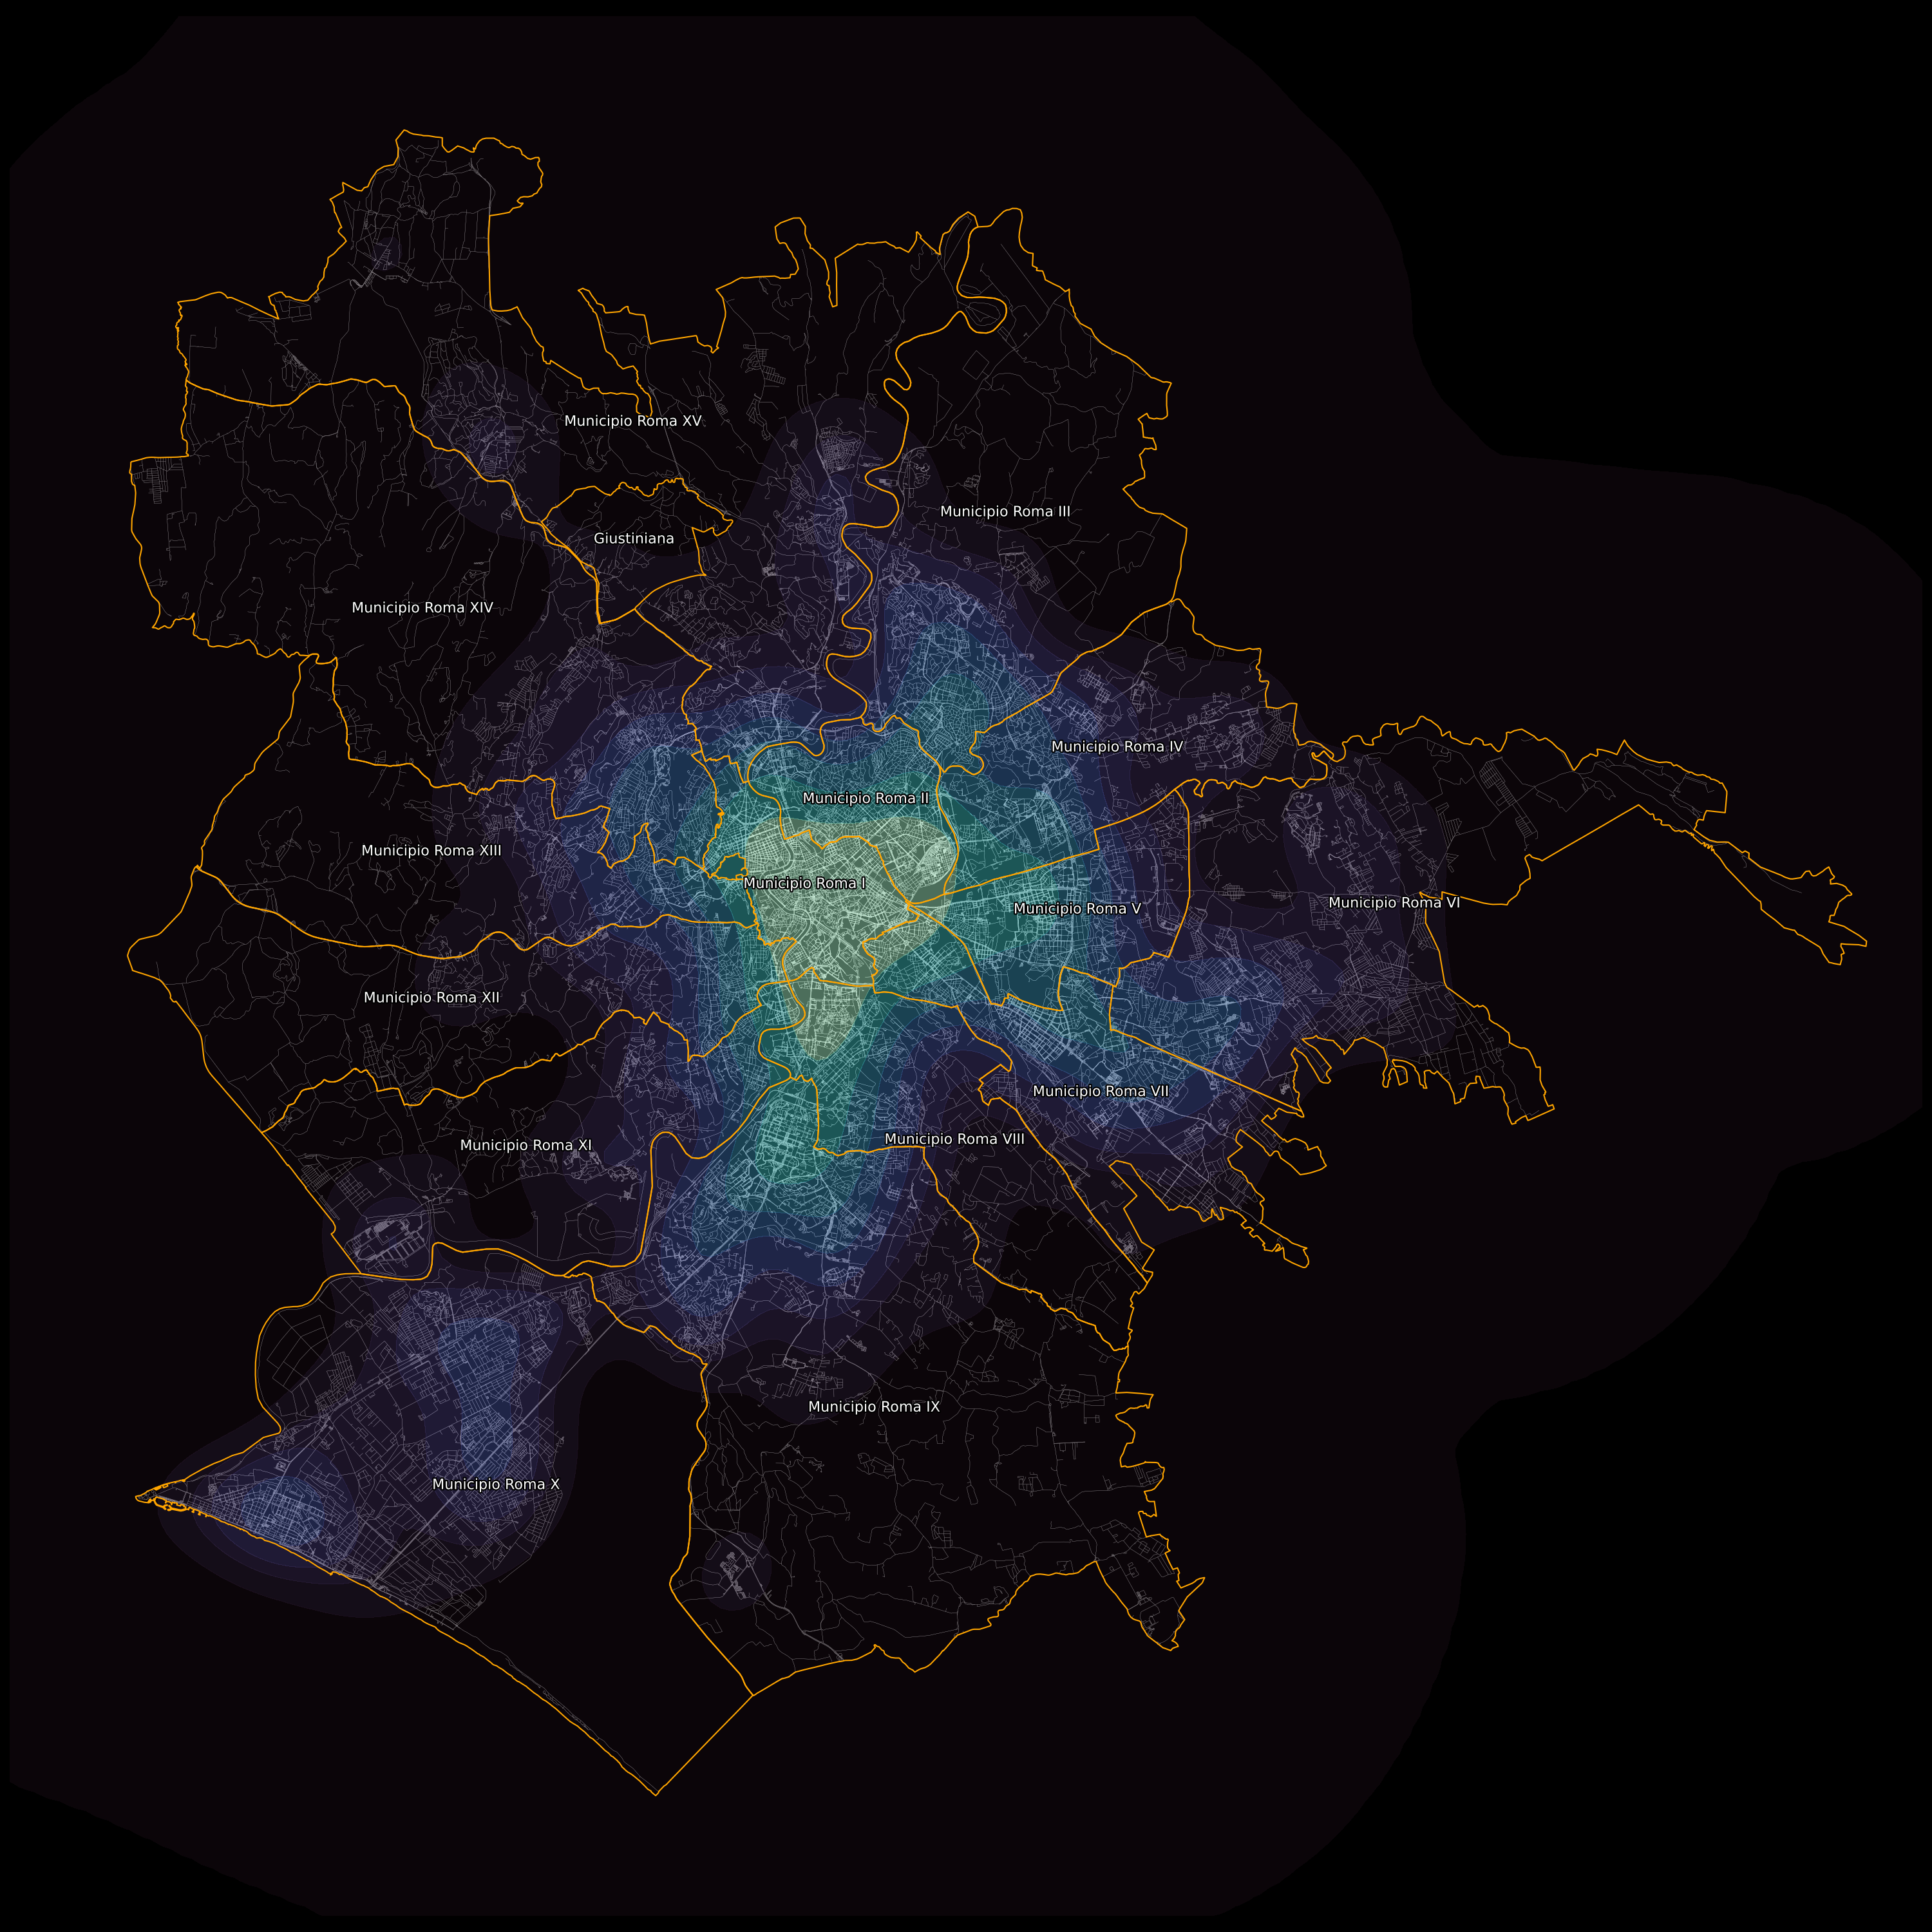 Municipio Roma XV
Municipio Roma III
Giustiniana
Municipio Roma XIV
Municipio Roma IV
Municipio Roma II
Municipio Roma XIII
Municipio Roma I
Municipio Roma VI
Municipio Roma V
Municipio Roma XII
Municipio Roma VII
Municipio Roma VIII
Municipio Roma XI
Municipio Roma IX
Municipio Roma X